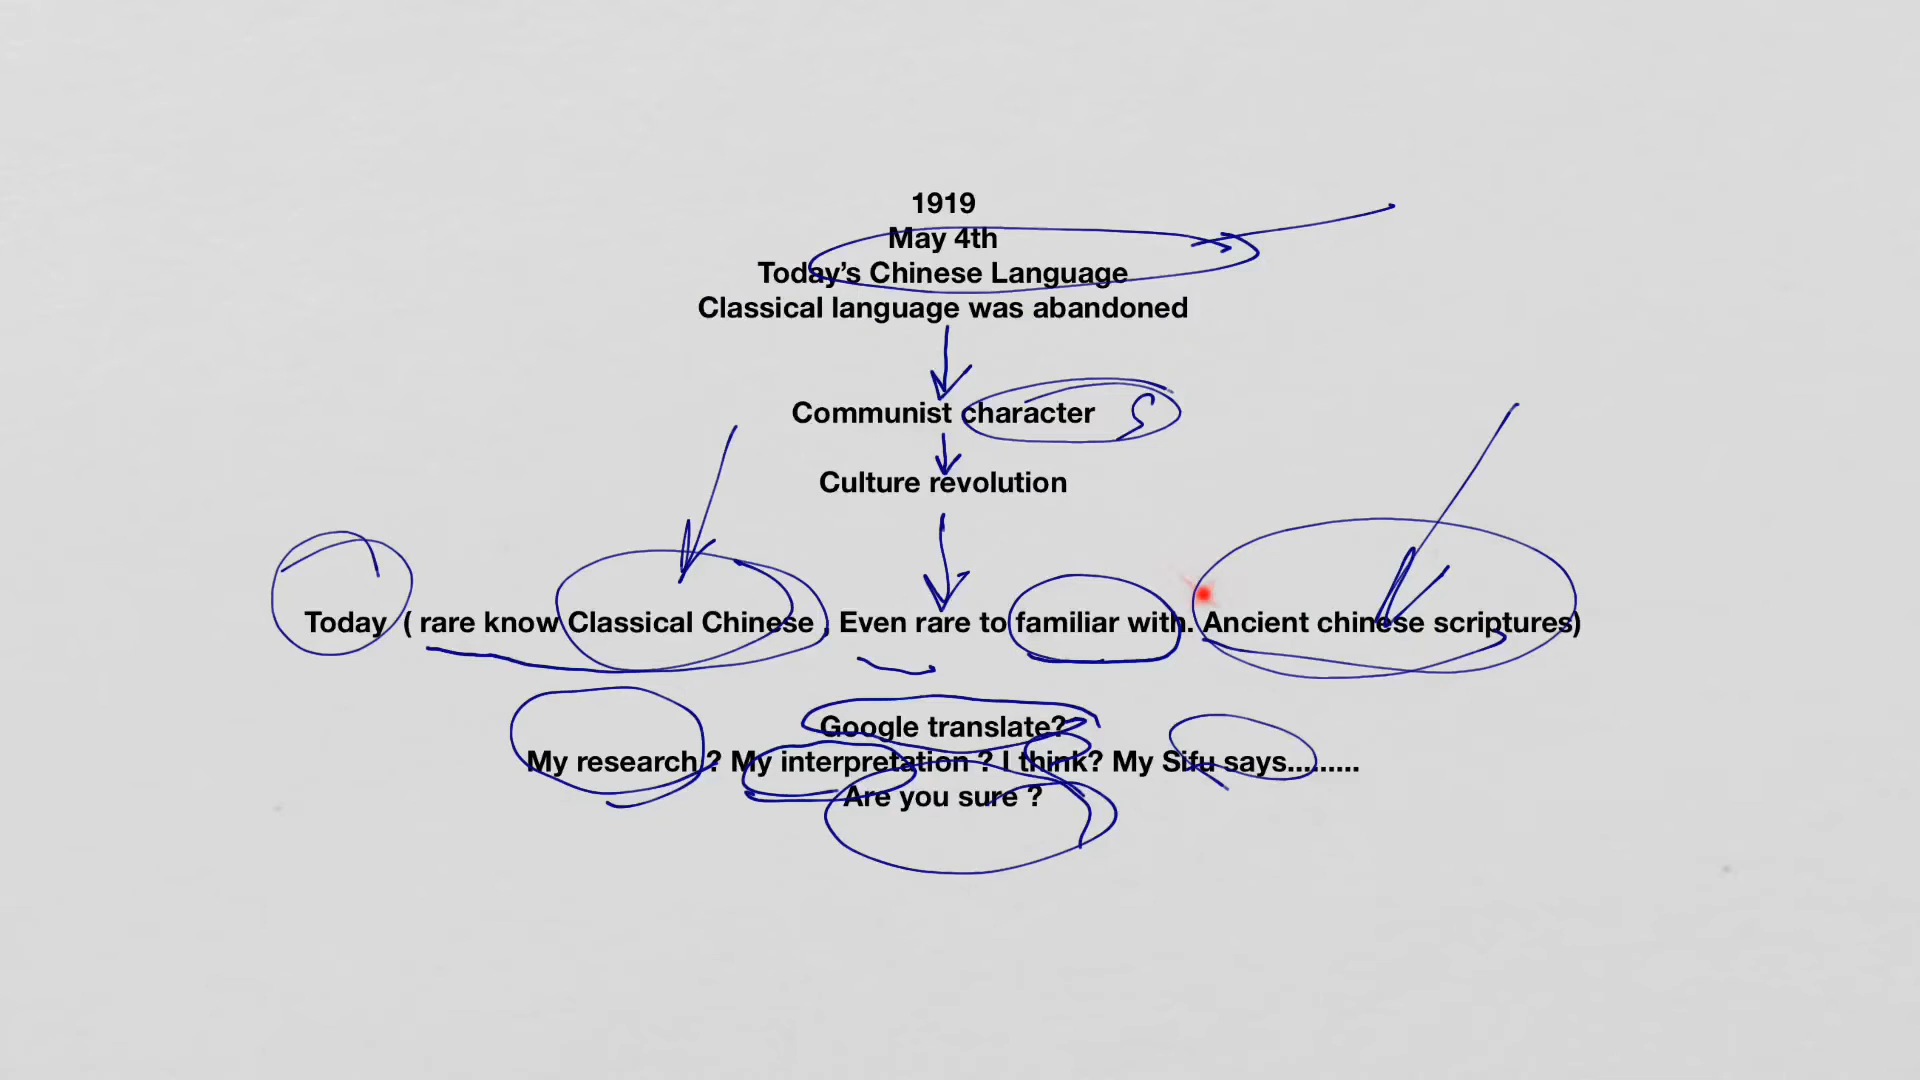 1919
May 4th
Today’s Chinese Language
Classical language was abandoned
Communist character S
Culture revolution
Today ( rare know Classical Chinese , Even rare to familiar with. Ancient chinese scriptures)
Google translate?
My research ? My interpretation ? I think? My Sifu says.........
Are you sure ?